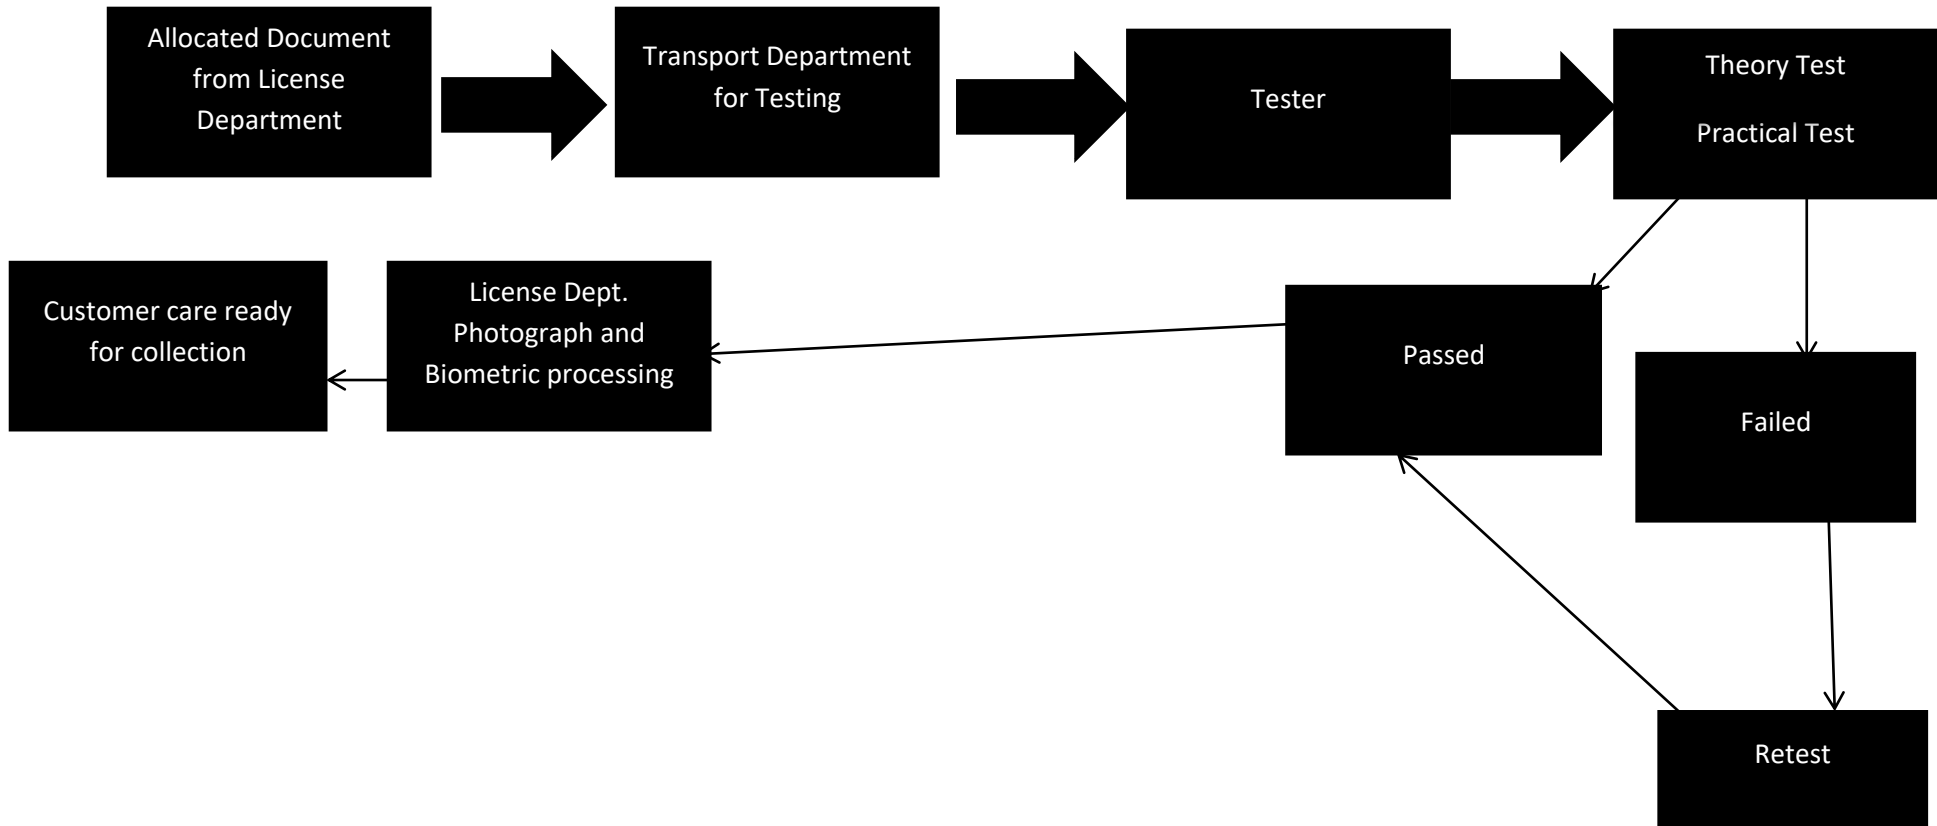 Allocated Document
from License
Department
Transport Department
for Testing
Tester
Theory Test
Practical Test
Customer care ready
for collection
License Dept.
Photograph and
Biometric processing
Passed
Failed
Retest